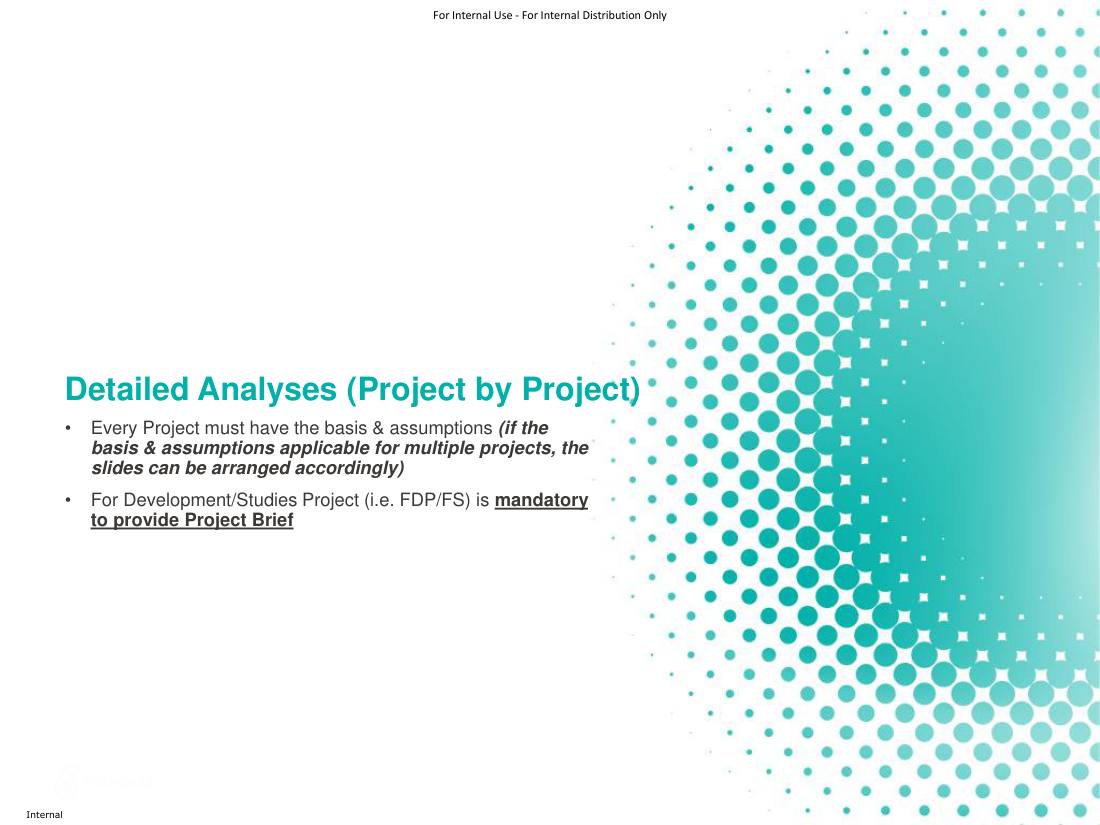 For Internal Use - For Internal Distribution Only
Detailed Analyses (Project by Project)
• Every Project must have the basis & assumptions (if the
basis & assumptions applicable for multiple projects, the
slides can be arranged accordingly)
• For Development/Studies Project (i.e. FDP/FS) is mandatory
to provide Project Brief
Internal